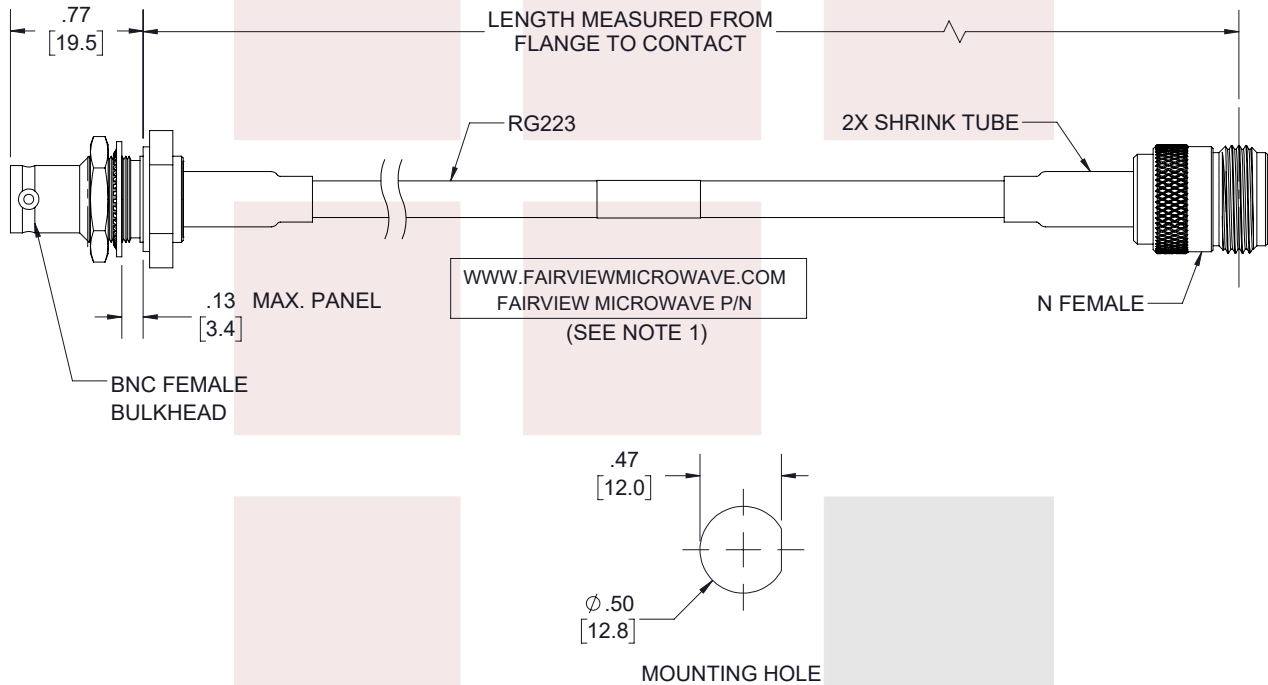 .77
[19.5]
LENGTH MEASURED FROM
FLANGE TO CONTACT
RG223
2X SHRINK TUBE
.13 MAX. PANEL
[3.4]
WWW.FAIRVIEWMICROWAVE.COM
FAIRVIEW MICROWAVE P/N
(SEE NOTE 1)
N FEMALE
BNC FEMALE
BULKHEAD
.47
[12.0]
∅.50
[12.8]
MOUNTING HOLE